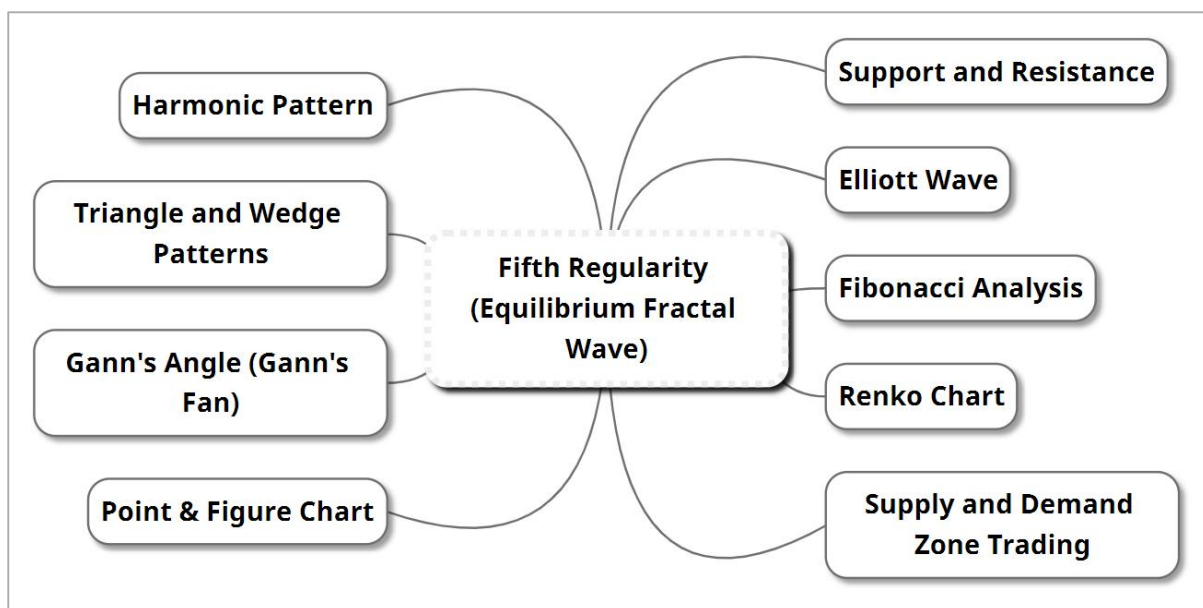 Harmonic Pattern
Triangle and Wedge
Patterns
Gann's Angle (Gann's
Fan)
Point & Figure Chart
Fifth Regularity
(Equilibrium Fractal
Wave)
Support and Resistance
Elliott Wave
Fibonacci Analysis
Renko Chart
Supply and Demand
Zone Trading